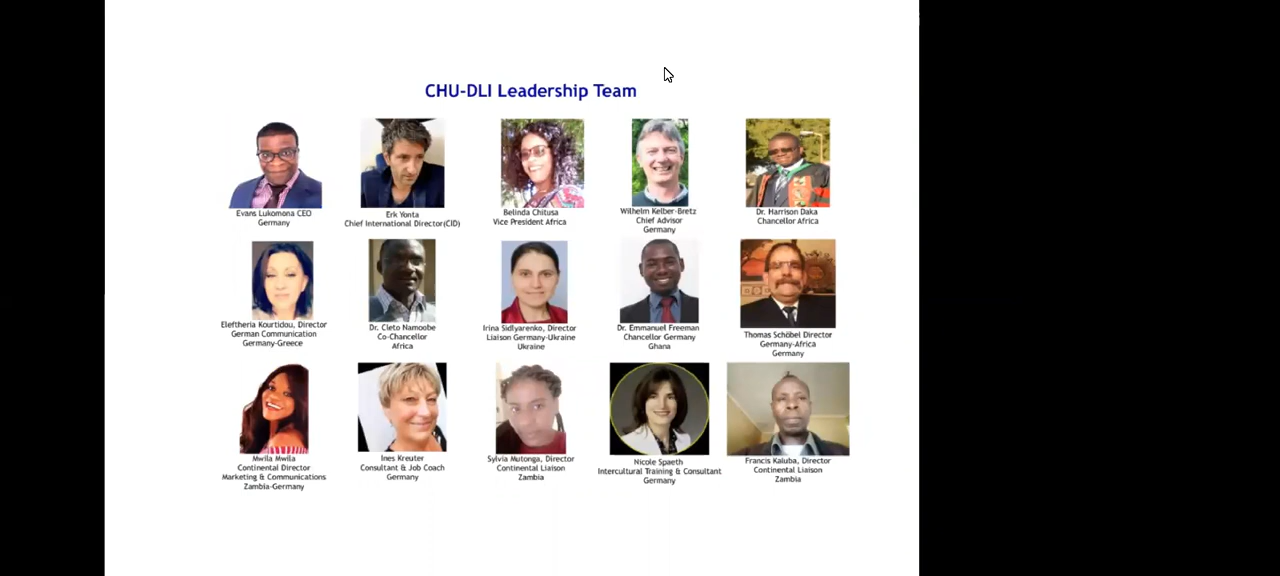 CHU-DLI Leadership Team
Evans Lukomona CEO
Germany
Erk Yonta
Chief International Director(CID)
Belinda Chitusa
Vice President Africa
Wilhelm Keiber-Bretz
Chief Advisor
Germany
Dr. Harrison Daka
Chancellor Africa
Eleftheria Kourtidou, Director
German Communication
Germany-Greece
Dr. Cleto Namoobe
Co-Chancellor
Africa
Irina Sidlyarenko, Director
Liaison Germany-Ukraine
Ukraine
Dr. Emmanuel Freeman
Chancellor Germany
Ghana
Thomas Schöbel Director
Germany-Africa
Germany
Mwila Mwila
Continental Director
Marketing & Communications
Zambia-Germany
Ines Kreuter
Consultant & Job Coach
Germany
Sylvia Mutonga, Director
Continental Liaison
Zambia
Nicole Spaeth
Intercultural Training & Consultant
Germany
Francis Kaluba, Director
Continental Liaison
Zambia